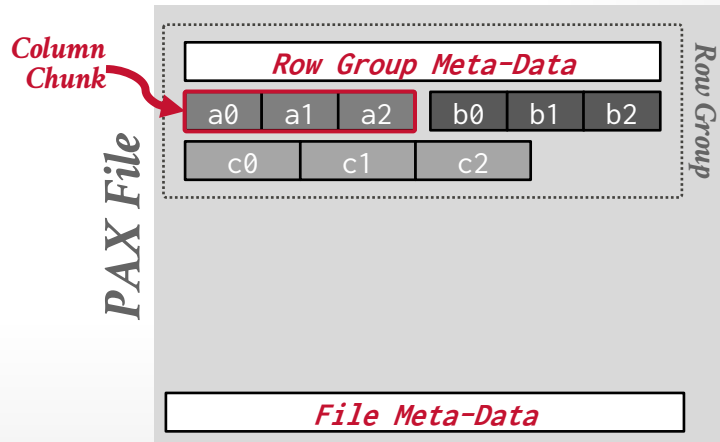 Column
Chunk
Row Group Meta-Data
a0 a1 a2 b0 b1 b2
c0 c1 c2
Row Group
PAX File
File Meta-Data